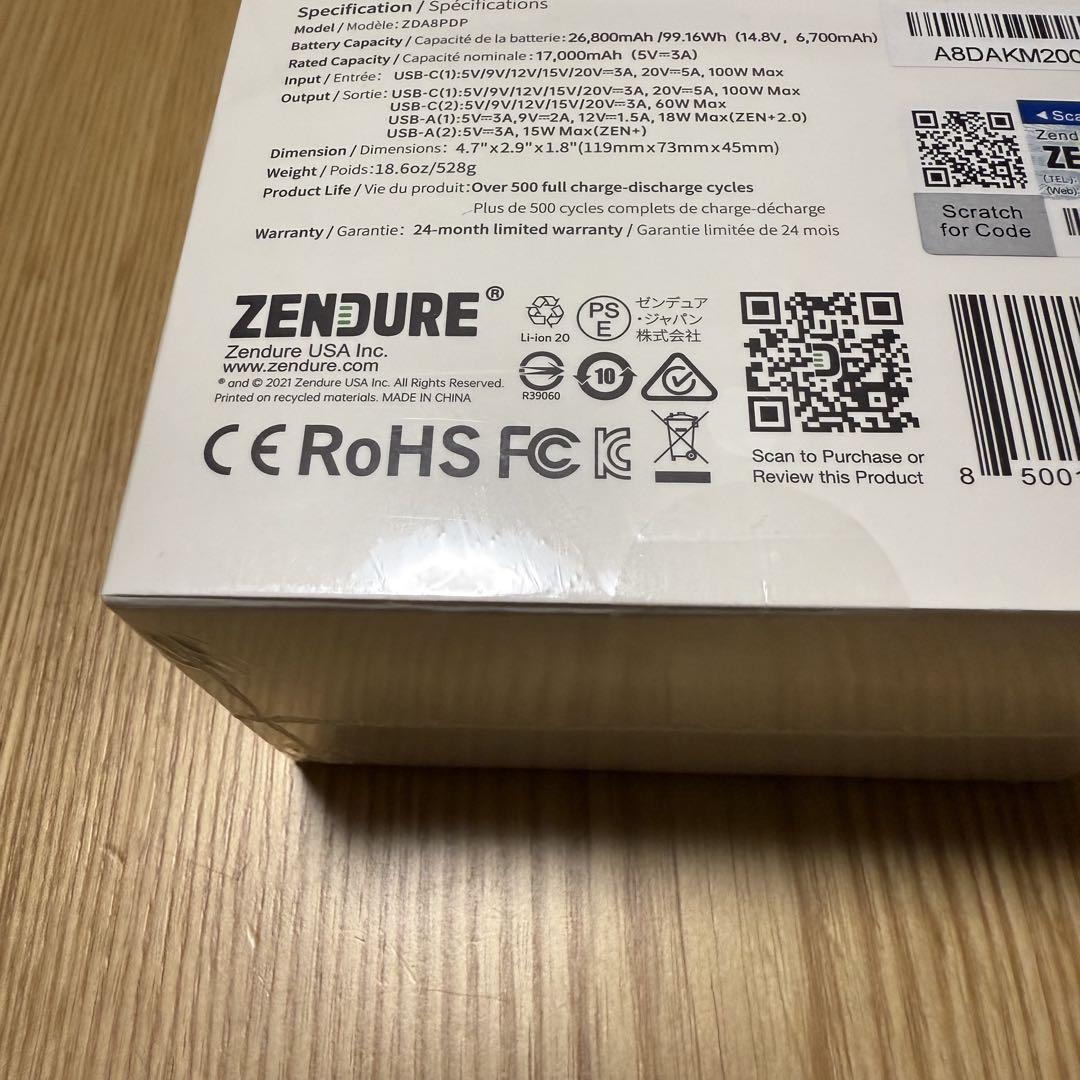 Specification / Spécifications
Model / Modèle: ZDA8PDP
Battery Capacity / Capacité de la batterie: 26,800mAh /99.16Wh (14.8V, 6,700mAh)
Rated Capacity / Capacité nominale: 17,000mAh (5V⎓3A)
Input / Entrée: USB-C(1):5V/9V/12V/15V/20V⎓3A, 20V⎓5A, 100W Max
Output / Sortie: USB-C(1):5V/9V/12V/15V/20V⎓3A, 20V⎓5A, 100W Max
USB-C(2):5V/9V/12V/15V/20V⎓3A, 60W Max
USB-A(1):5V⎓3A,9V⎓2A, 12V⎓1.5A, 18W Max(ZEN+2.0)
USB-A(2):5V⎓3A, 15W Max(ZEN+)
Dimension / Dimensions: 4.7"x2.9"x1.8"(119mmx73mmx45mm)
Weight / Poids:18.6oz/528g
Product Life / Vie du produit:Over 500 full charge-discharge cycles
Plus de 500 cycles complets de charge-décharge
Warranty / Garantie: 24-month limited warranty / Garantie limitée de 24 mois
A8DAKM200
Sca
Zend
ZE
(TEL)
(Web)
Scratch
for Code
ZENDURE®
Zendure USA Inc.
www.zendure.com
® and © 2021 Zendure USA Inc. All Rights Reserved.
Printed on recycled materials. MADE IN CHINA
Li-ion 20
PS
E
ゼンデュア
・ジャパン
株式会社
R39060
10
CE RoHS FC KC
Scan to Purchase or
Review this Product
8 5001